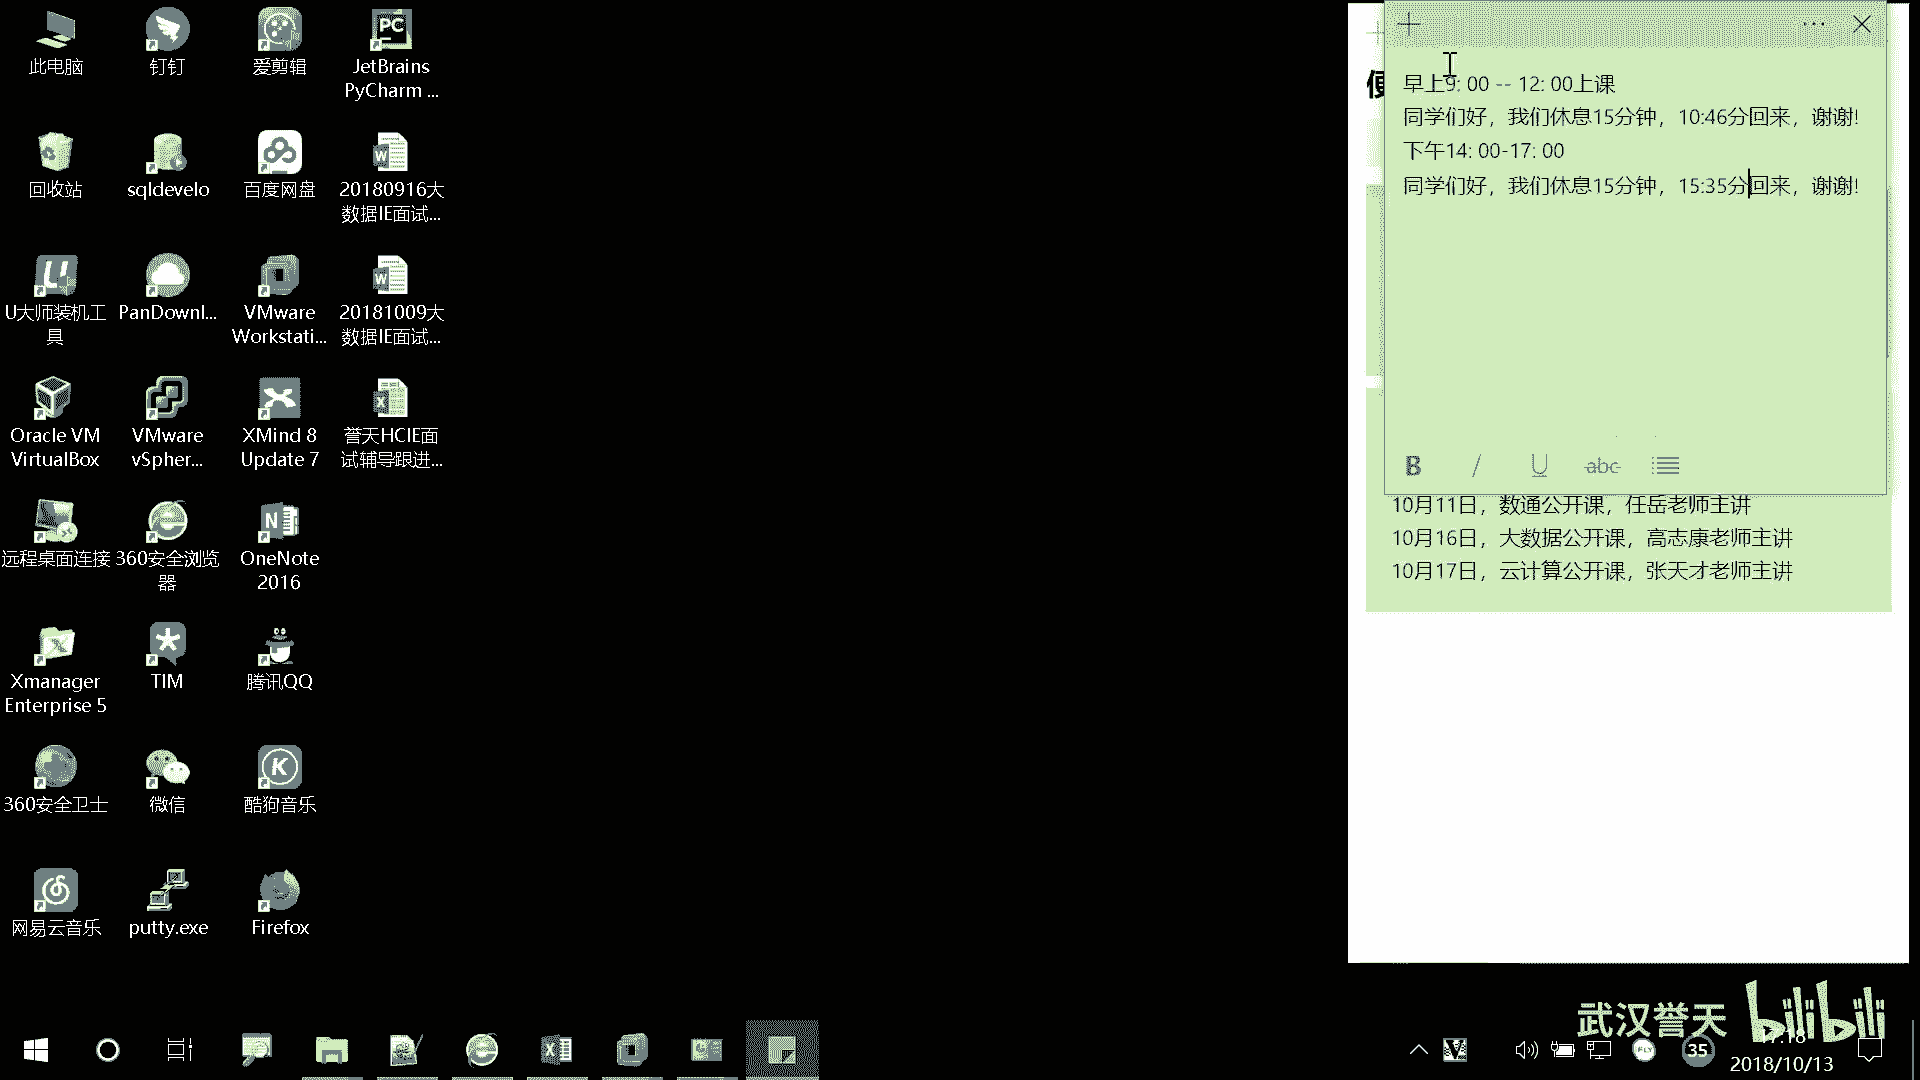 此电脑
钉钉
爱剪辑
JetBrains
PyCharm ...
回收站
sqldevelo
百度网盘
20180916大
数据IE面试...
U大师装机工
具
PanDownl...
VMware
Workstati...
20181009大
数据IE面试...
Oracle VM
VirtualBox
VMware
vSpher...
XMind 8
Update 7
誉天HCIE面
试辅导跟进...
远程桌面连接
360安全浏览
器
OneNote
2016
Xmanager
Enterprise 5
TIM
腾讯QQ
360安全卫士
微信
酷狗音乐
网易云音乐
putty.exe
Firefox
便
早上9: 00 -- 12: 00上课
同学们好，我们休息15分钟，10:46分回来，谢谢!
下午14: 00-17: 00
同学们好，我们休息15分钟，15:35分回来，谢谢!
B / U abc
10月11日，数通公开课，任岳老师主讲
10月16日，大数据公开课，高志康老师主讲
10月17日，云计算公开课，张天才老师主讲
武汉誉天 bilibili
FLY
35
17:18
2018/10/13